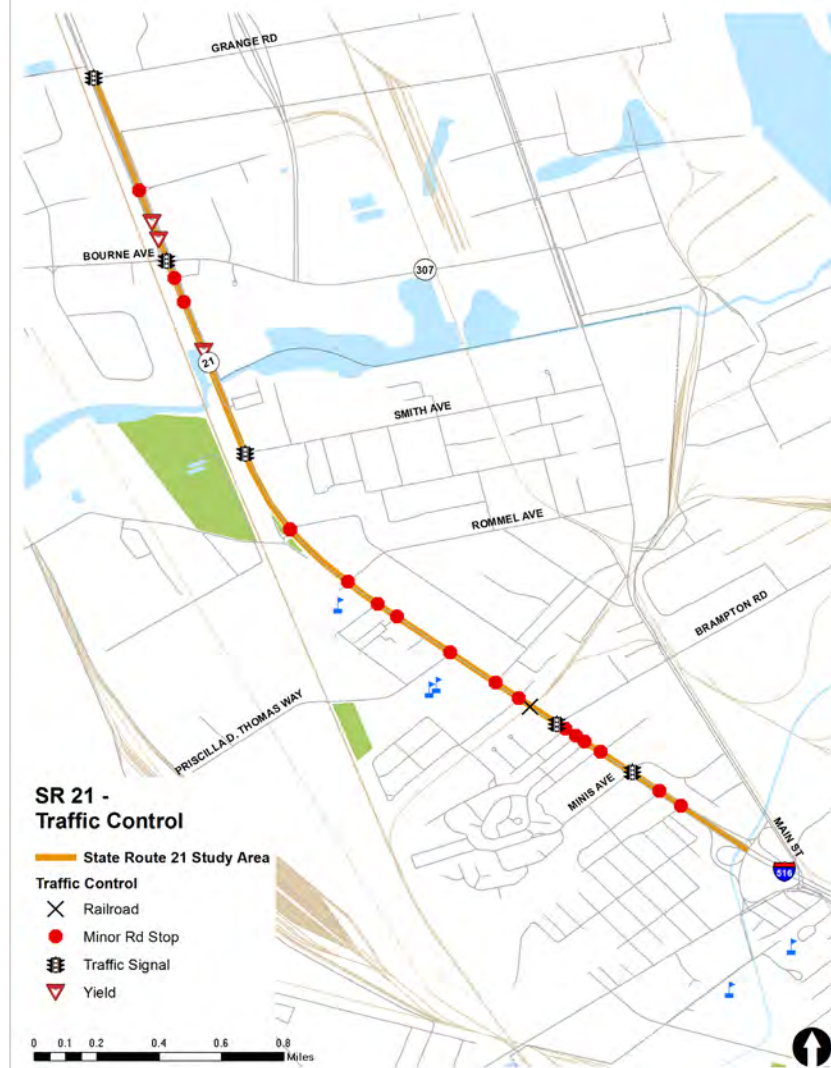 GRANGE RD
BOURNE AVE
307
21
SMITH AVE
ROMMEL AVE
BRAMPTON RD
PRISCILLA D. THOMAS WAY
MINIS AVE
MAIN ST
516
SR 21 -
Traffic Control
State Route 21 Study Area
Traffic Control
Railroad
Minor Rd Stop
Traffic Signal
Yield
0 0.1 0.2 0.4 0.6 0.8
Miles